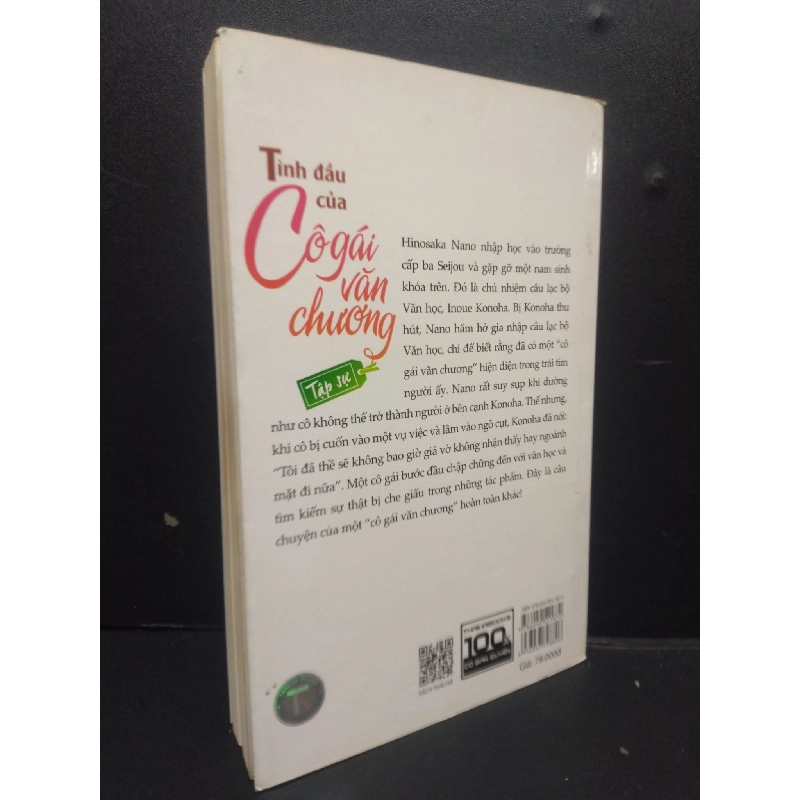 Tình đầu
của
Cô gái
văn
chương
Tập sự
Hinosaka Nano nhập học vào trường
cấp ba Seijou và gặp gỡ một nam sinh
khóa trên. Đó là chủ nhiệm câu lạc bộ
Văn học, Inoue Konoha. Bị Konoha thu
hút, Nano hăm hở gia nhập câu lạc bộ
Văn học, chỉ để biết rằng đã có một "cô
gái văn chương" hiện diện trong trái tim
người ấy. Nano rất suy sụp khi dường
như cô không thể trở thành người ở bên cạnh Konoha. Thế nhưng,
khi cô bị cuốn vào một vụ việc và lâm vào ngõ cụt, Konoha đã nói:
"Tôi đã thề sẽ không bao giờ giả vờ không nhận thấy hay ngoảnh
mặt đi nữa". Một cô gái bước đầu chập chững đến với văn học và
tìm kiếm sự thật bị che giấu trong những tác phẩm. Đây là câu
chuyện của một "cô gái văn chương" hoàn toàn khác!
100%
CÓ BẢN QUYỀN
Giá: 79.000đ